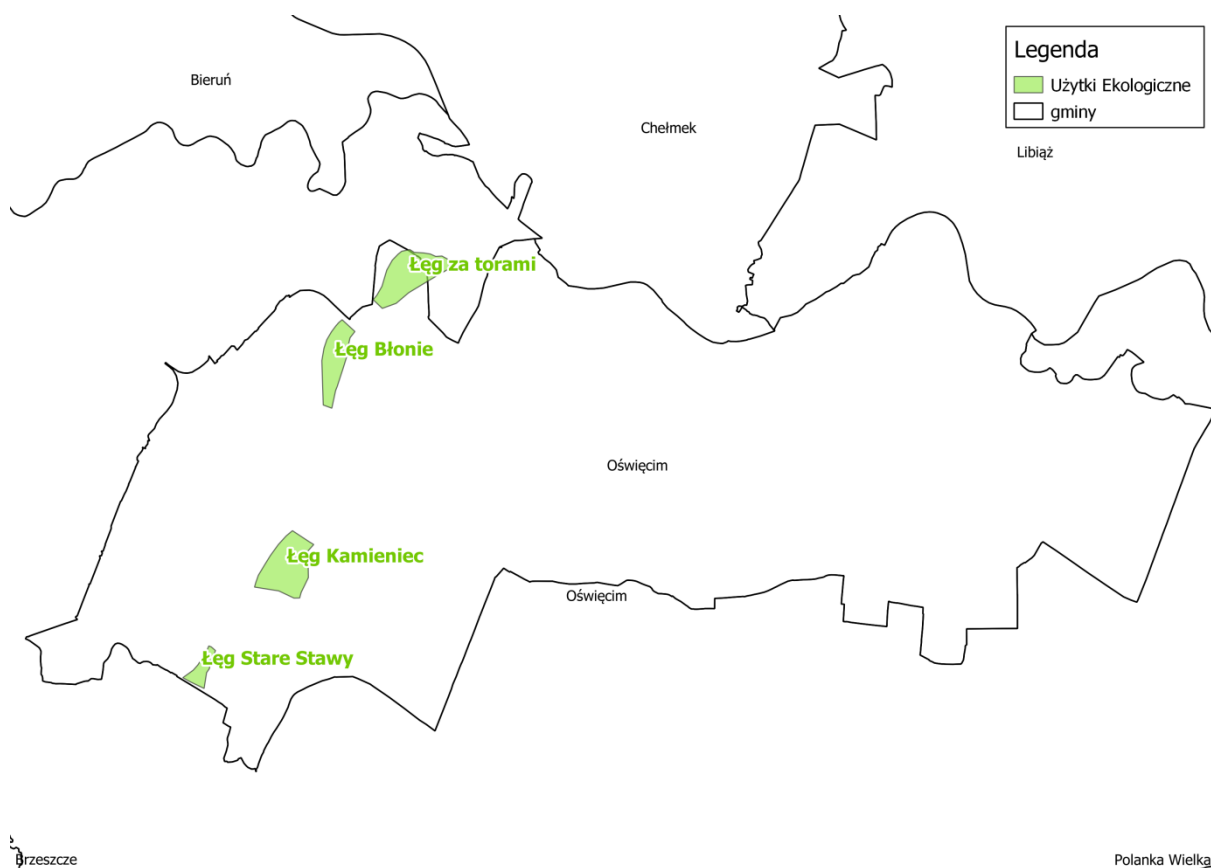 Legenda
Użytki Ekologiczne
gminy
Bieruń
Chełmek
Libiąż
Łęg za torami
Łęg Błonie
Oświęcim
Łęg Kamieniec
Oświęcim
Łęg Stare Stawy
Brzeszcze
Polanka Wielka